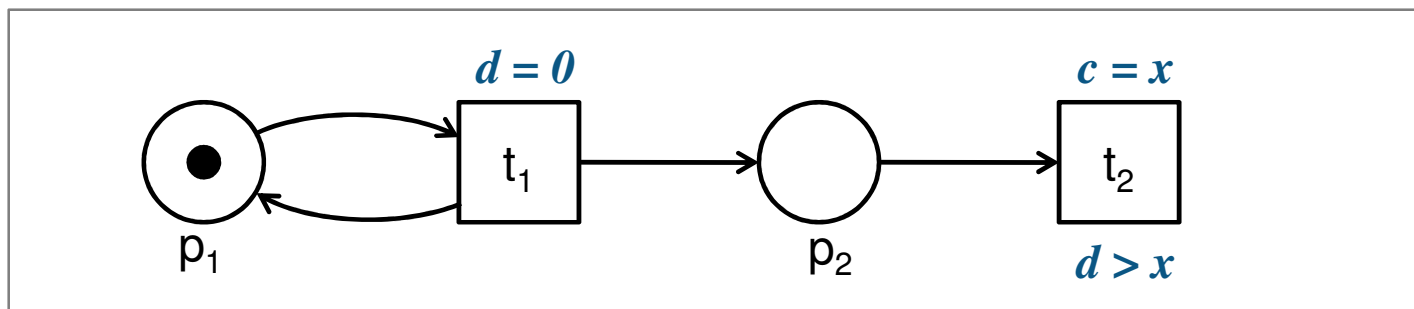 d = 0
c = x
t₁
t₂
p₁
p₂
d > x